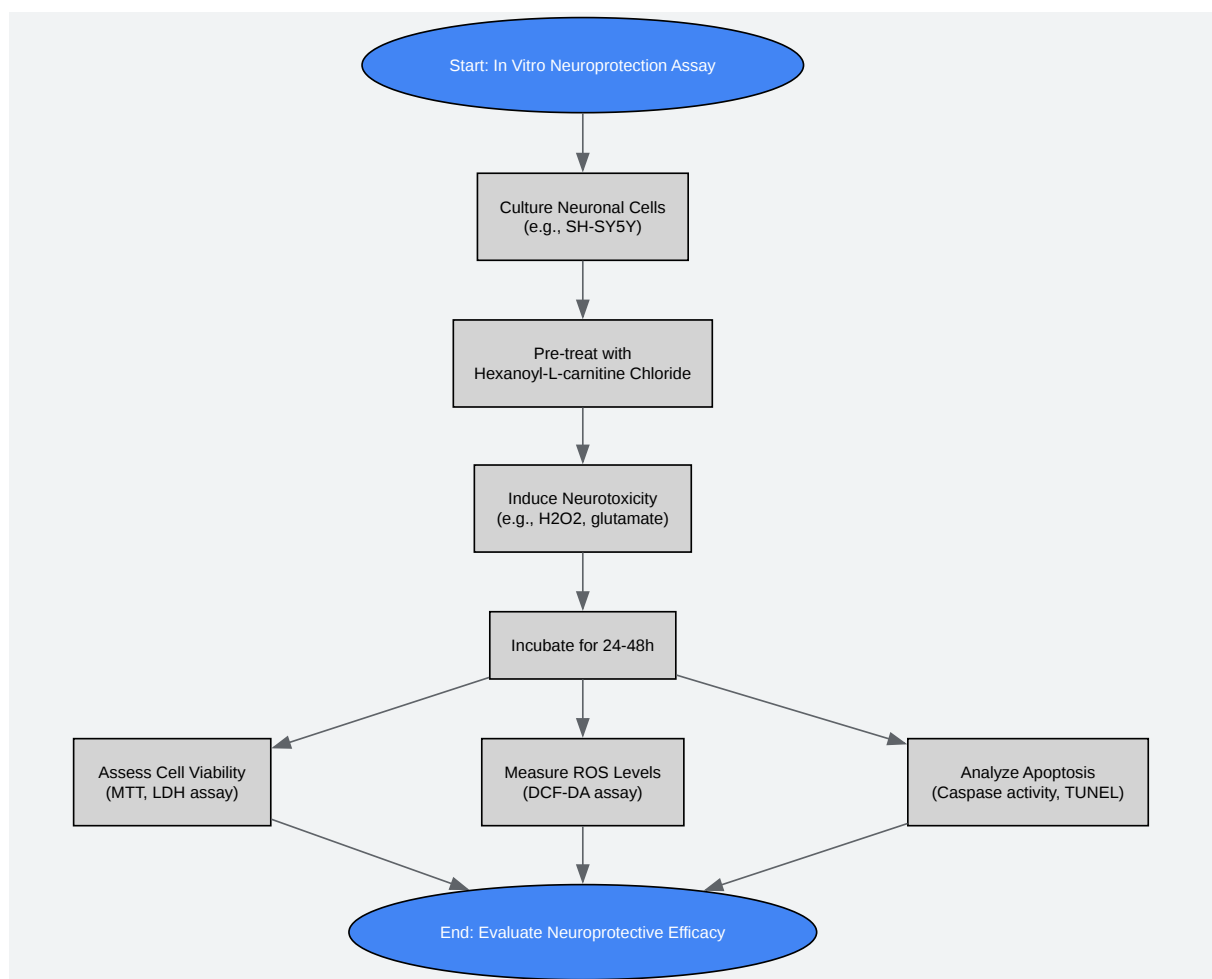 Start: In Vitro Neuroprotection Assay
Culture Neuronal Cells
(e.g., SH-SY5Y)
Pre-treat with
Hexanoyl-L-carnitine Chloride
Induce Neurotoxicity
(e.g., H2O2, glutamate)
Incubate for 24-48h
Assess Cell Viability
(MTT, LDH assay)
Measure ROS Levels
(DCF-DA assay)
Analyze Apoptosis
(Caspase activity, TUNEL)
End: Evaluate Neuroprotective Efficacy